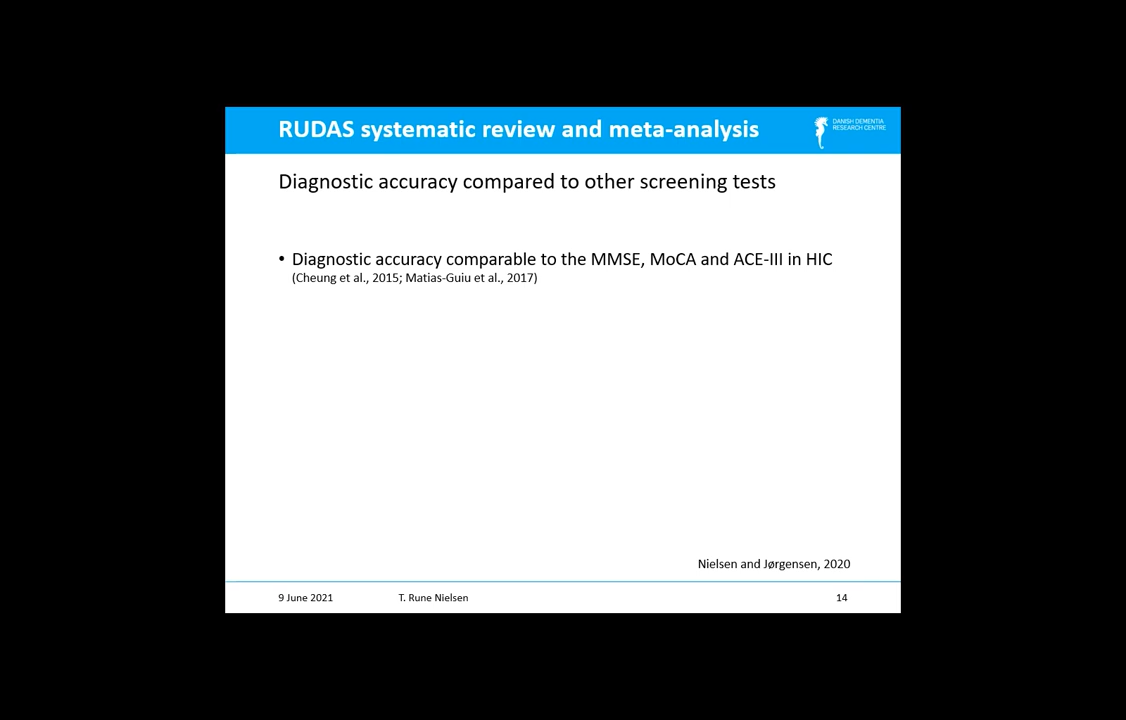 RUDAS systematic review and meta-analysis
DANISH DEMENTIA
RESEARCH CENTRE
Diagnostic accuracy compared to other screening tests
• Diagnostic accuracy comparable to the MMSE, MoCA and ACE-III in HIC
(Cheung et al., 2015; Matias-Guiu et al., 2017)
Nielsen and Jørgensen, 2020
9 June 2021 T. Rune Nielsen 14